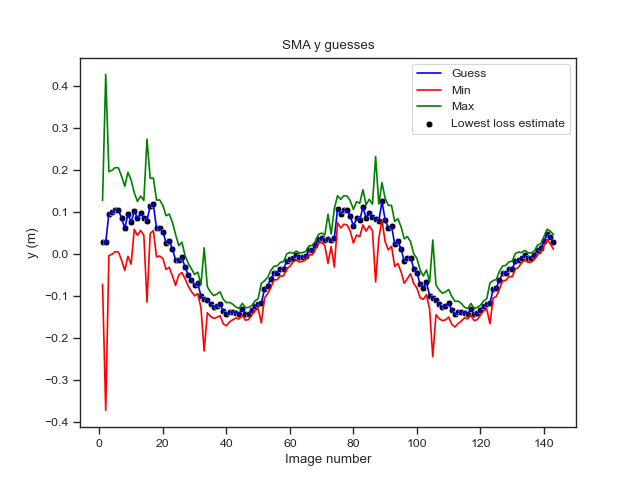 SMA y guesses
Guess
Min
Max
Lowest loss estimate
y (m)
0.4
0.3
0.2
0.1
0.0
−0.1
−0.2
−0.3
−0.4
0 20 40 60 80 100 120 140
Image number